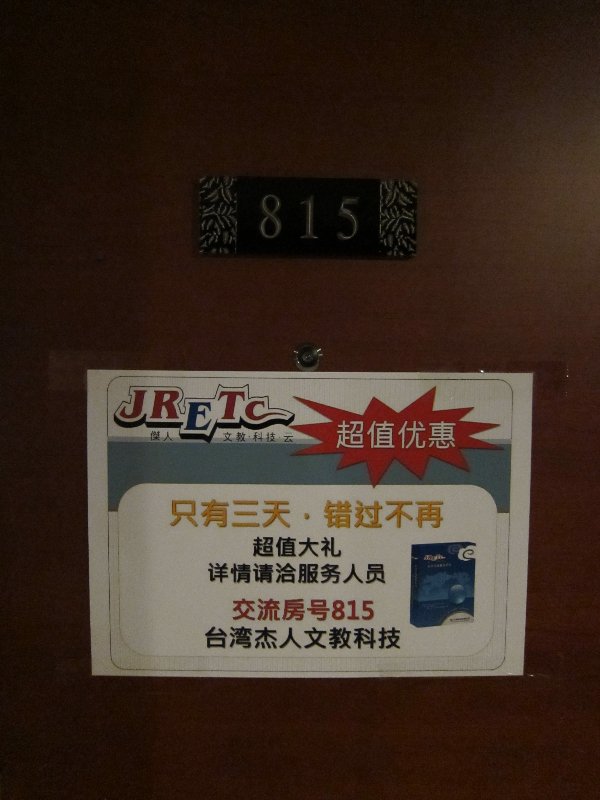 815
JRETC
傑人 文教·科技·云
超值优惠
只有三天·错过不再
超值大礼
详情请洽服务人员
交流房号815
台湾杰人文教科技
JRETC